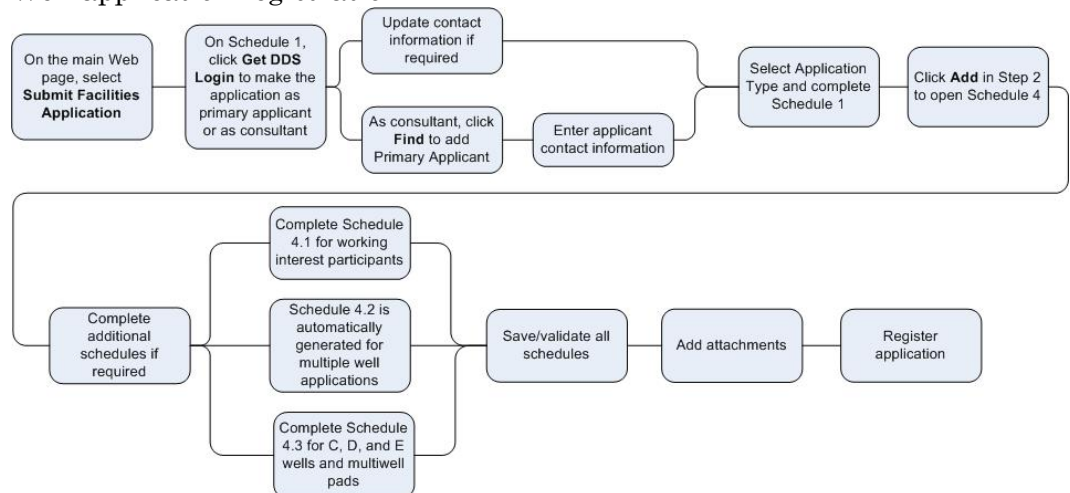 On the main Web
page, select
Submit Facilities
Application
On Schedule 1,
click Get DDS
Login to make the
application as
primary applicant
or as consultant
Update contact
information if
required
As consultant, click
Find to add
Primary Applicant
Enter applicant
contact information
Select Application
Type and complete
Schedule 1
Click Add in Step 2
to open Schedule 4
Complete
additional
schedules if
required
Complete Schedule
4.1 for working
interest participants
Schedule 4.2 is
automatically
generated for
multiple well
applications
Complete Schedule
4.3 for C, D, and E
wells and multiwell
pads
Save/validate all
schedules
Add attachments
Register
application